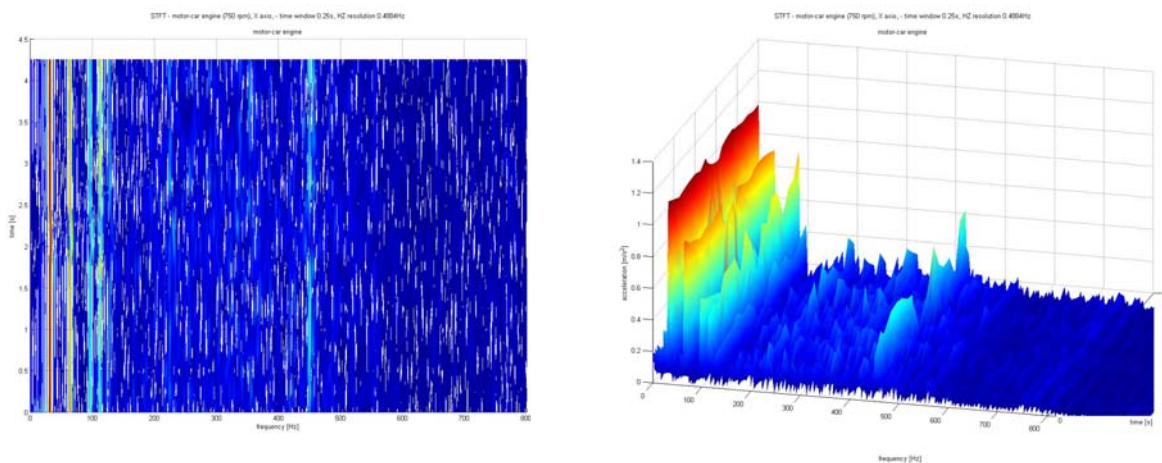 STFT - motor-car engine (750 rpm), X axis, - time window 0.25s, HZ resolution 0.4884Hz
motor-car engine
4.5
4
3.5
3
2.5
2
1.5
1
0.5
0
time [s]
0 100 200 300 400 500 600 700 800
frequency [Hz]
STFT - motor-car engine (750 rpm), X axis, - time window 0.25s, HZ resolution 0.4884Hz
motor-car engine
1.4
1.2
1
0.8
0.6
0.4
0.2
0
acceleration [m/s²]
0 100 200 300 400 500 600 700 800
0
time [s]
frequency [Hz]